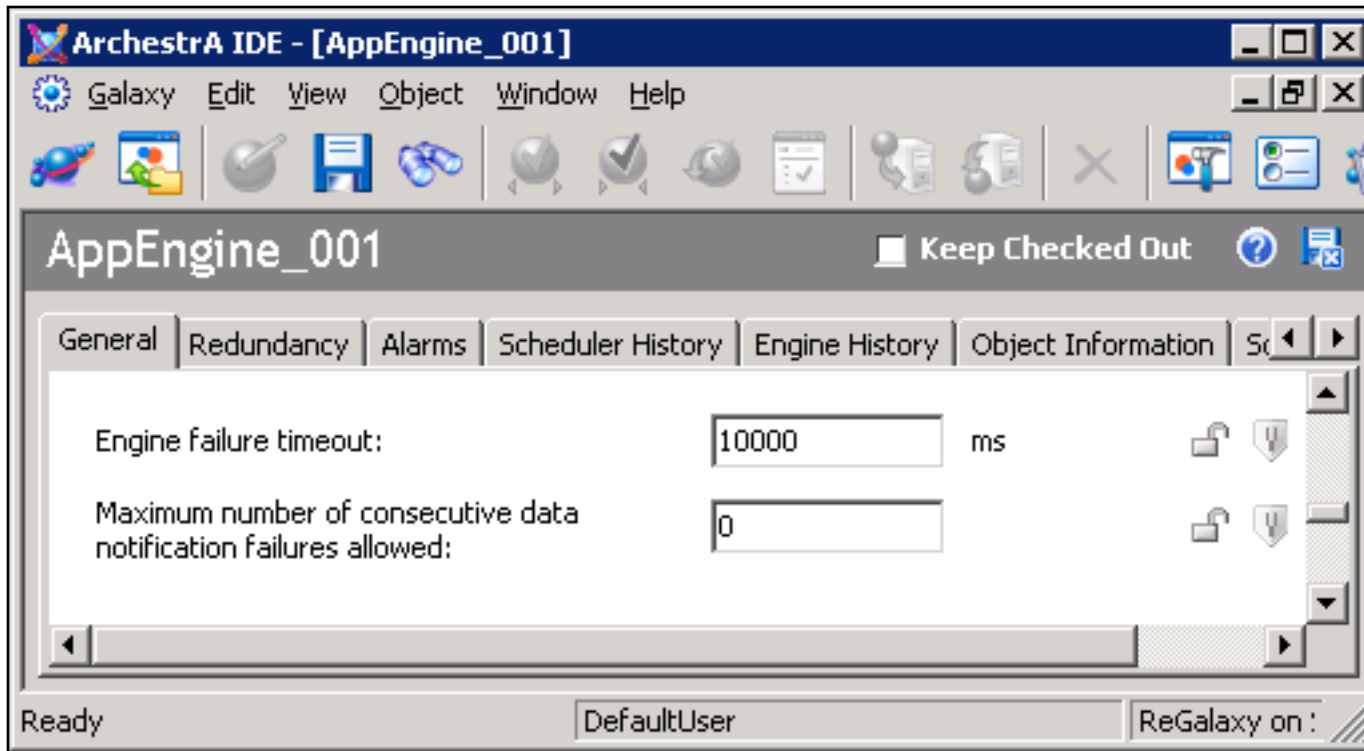 ArchestrA IDE - [AppEngine_001]
Galaxy Edit View Object Window Help
AppEngine_001 Keep Checked Out
General Redundancy Alarms Scheduler History Engine History Object Information
Engine failure timeout: 10000 ms
Maximum number of consecutive data
notification failures allowed: 0
Ready DefaultUser ReGalaxy on :